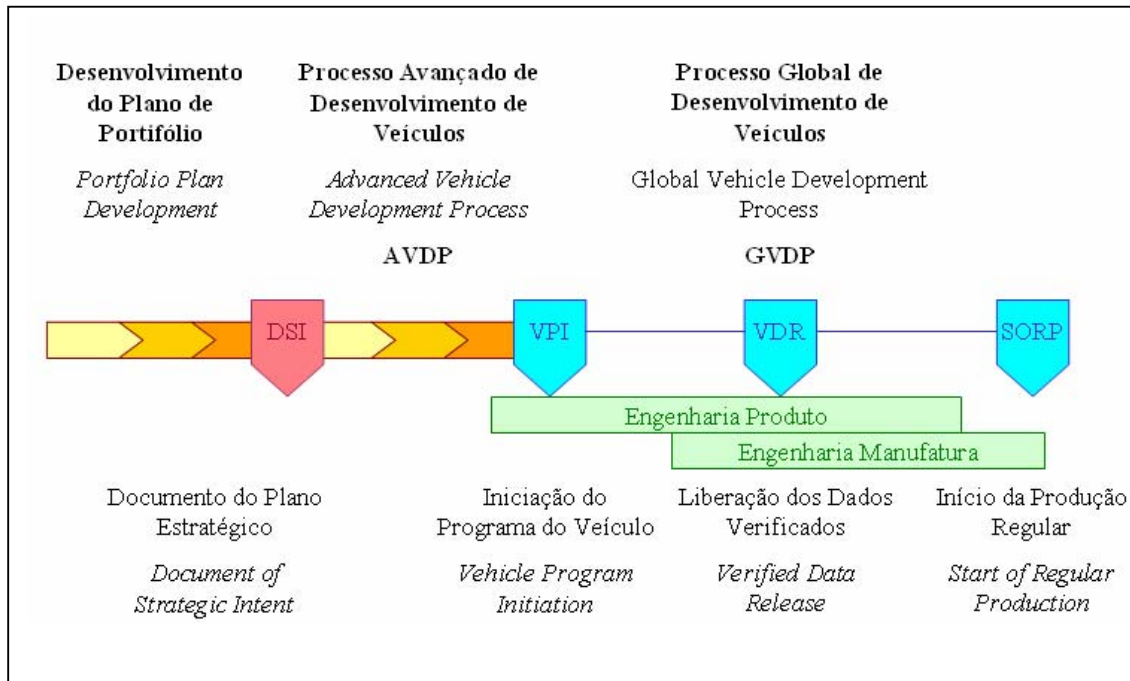 Desenvolvimento
do Plano de
Portifólio
Portfolio Plan
Development
Processo Avançado de
Desenvolvimento de
Veículos
Advanced Vehicle
Development Process
AVDP
Processo Global de
Desenvolvimento de
Veículos
Global Vehicle Development
Process
GVDP
DSI
VPI
VDR
SORP
Engenharia Produto
Engenharia Manufatura
Documento do Plano
Estratégico
Document of
Strategic Intent
Iniciação do
Programa do Veículo
Vehicle Program
Initiation
Liberação dos Dados
Verificados
Verified Data
Release
Início da Produção
Regular
Start of Regular
Production